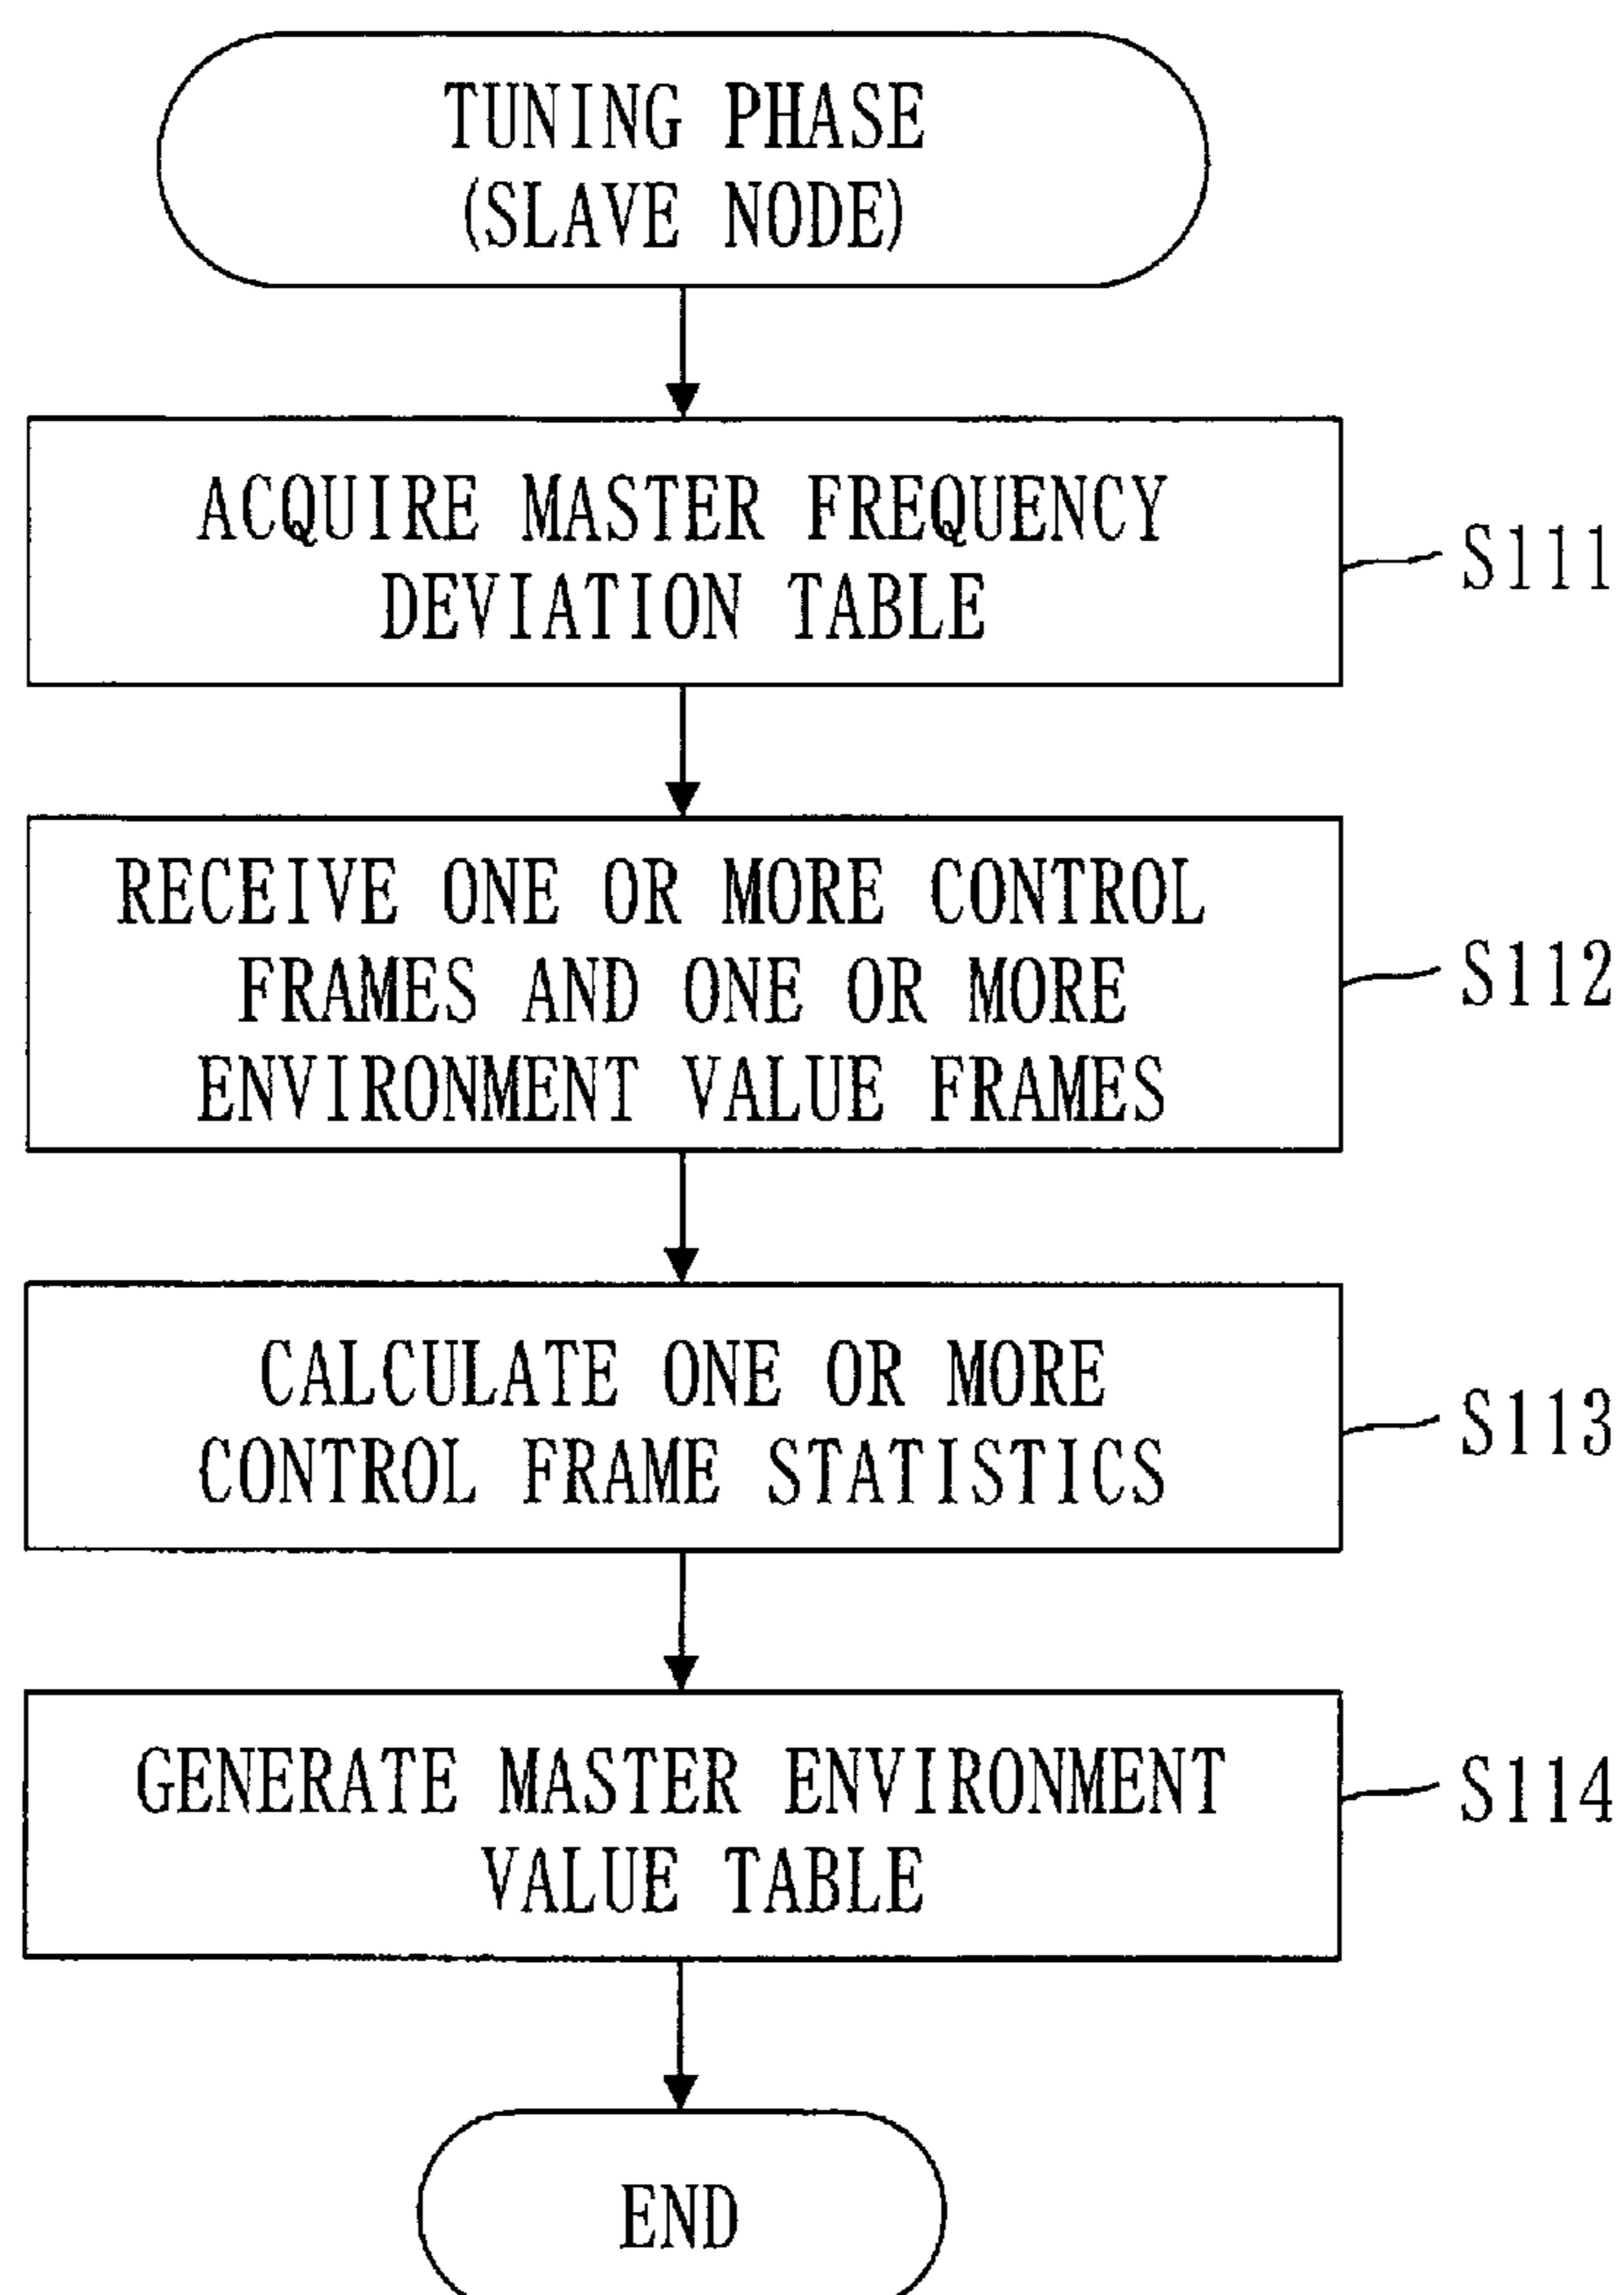 TUNING PHASE
(SLAVE NODE)
ACQUIRE MASTER FREQUENCY
DEVIATION TABLE
S111
RECEIVE ONE OR MORE CONTROL
FRAMES AND ONE OR MORE
ENVIRONMENT VALUE FRAMES
S112
CALCULATE ONE OR MORE
CONTROL FRAME STATISTICS
S113
GENERATE MASTER ENVIRONMENT
VALUE TABLE
S114
END